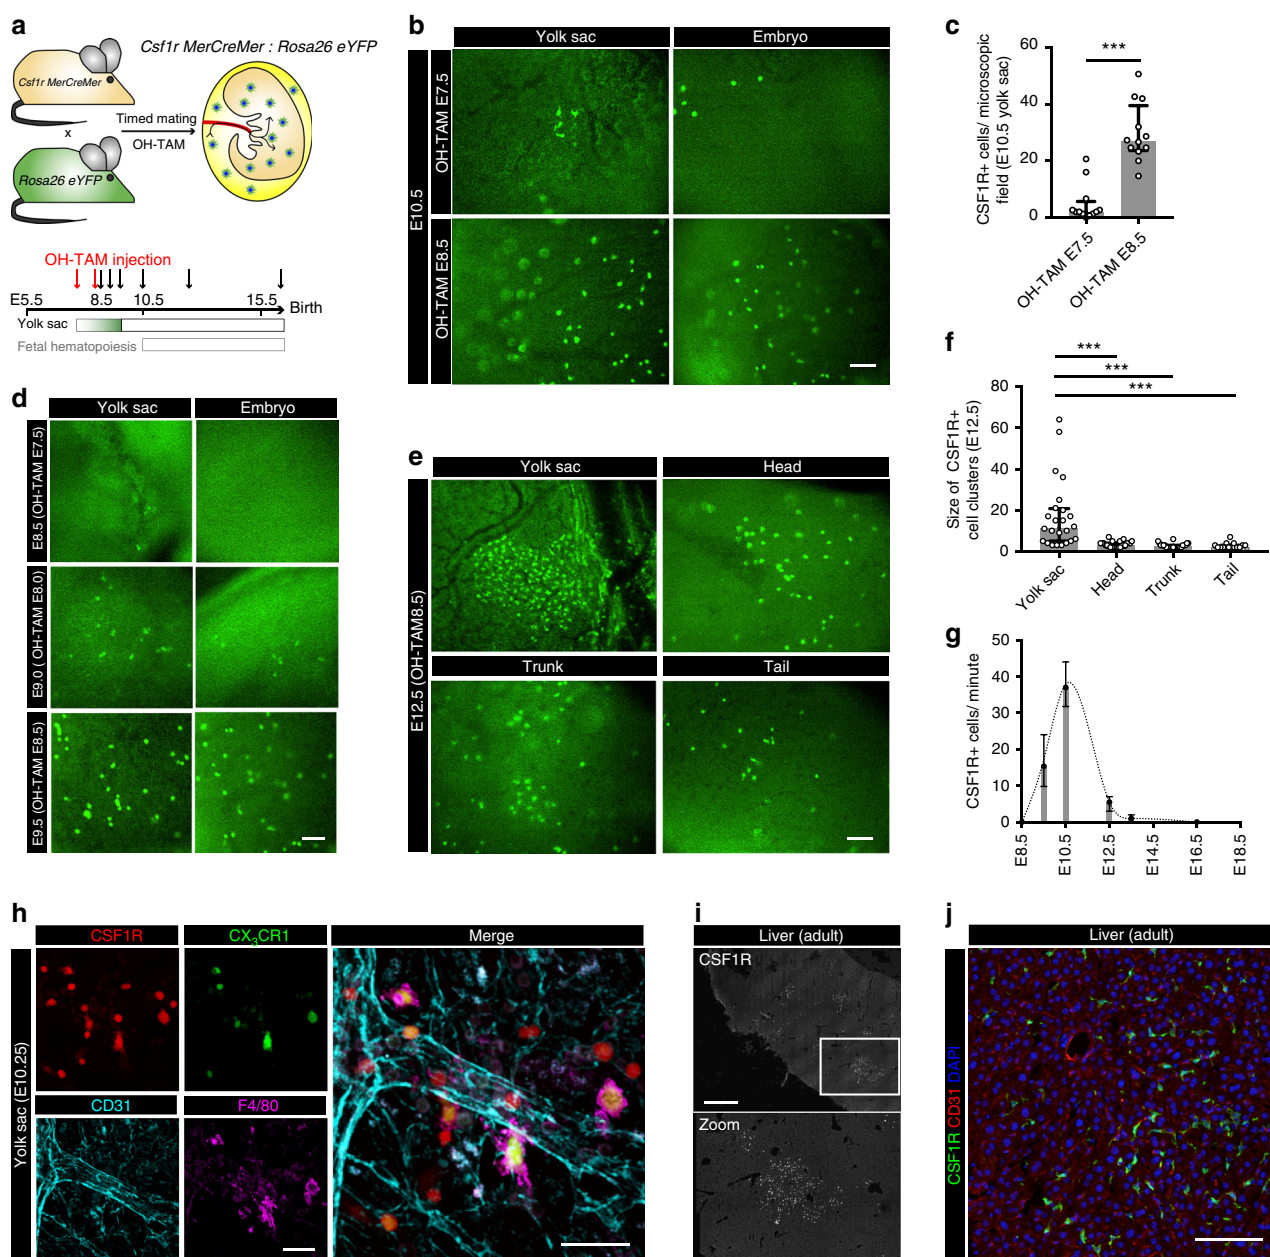 a
Csf1r MerCreMer : Rosa26 eYFP
Csf1r MerCreMer
x
Rosa26 eYFP
Timed mating
OH-TAM
OH-TAM injection
E5.5
8.5
10.5
15.5
Birth
Yolk sac
Fetal hematopoiesis
b
Yolk sac
Embryo
E10.5
OH-TAM E7.5
OH-TAM E8.5
c
CSF1R+ cells/ microscopic
field (E10.5 yolk sac)
60
40
20
0
***
OH-TAM E7.5
OH-TAM E8.5
d
Yolk sac
Embryo
E8.5 (OH-TAM E7.5)
E9.0 ( OH-TAM E8.0)
E9.5 (OH-TAM E8.5)
e
Yolk sac
Head
Trunk
Tail
E12.5 (OH-TAM8.5)
f
Size of CSF1R+
cell clusters (E12.5)
80
60
40
20
0
***
***
***
Yolk sac
Head
Trunk
Tail
g
CSF1R+ cells/ minute
50
40
30
20
10
0
E8.5
E10.5
E12.5
E14.5
E16.5
E18.5
h
Yolk sac (E10.25)
CSF1R
CX3CR1
Merge
CD31
F4/80
i
Liver (adult)
CSF1R
Zoom
j
Liver (adult)
CSF1R CD31 DAPI